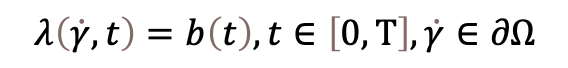 λ(γ̇, t) = b(t), t ∈ [0, T], γ̇ ∈ ∂Ω